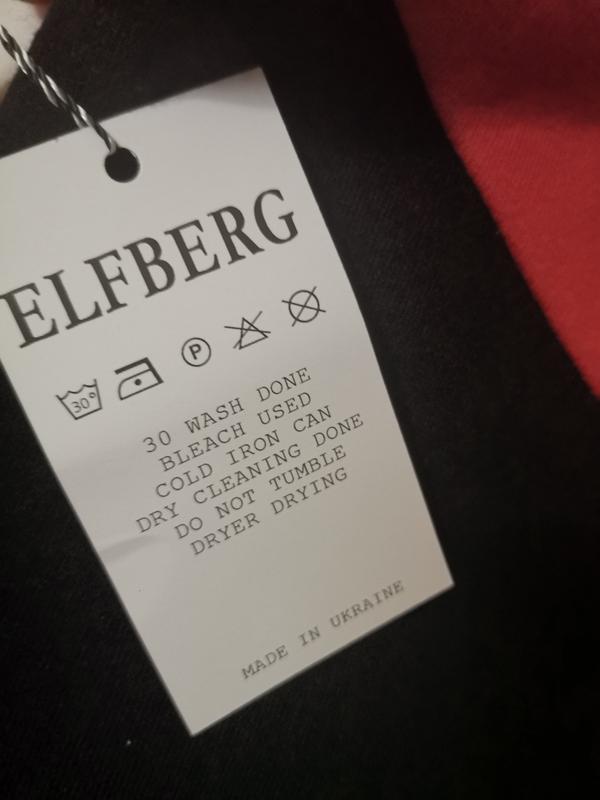 ELFBERG
30°
P
30 WASH DONE
BLEACH USED
COLD IRON CAN
DRY CLEANING DONE
DO NOT TUMBLE
DRYER DRYING
MADE IN UKRAINE